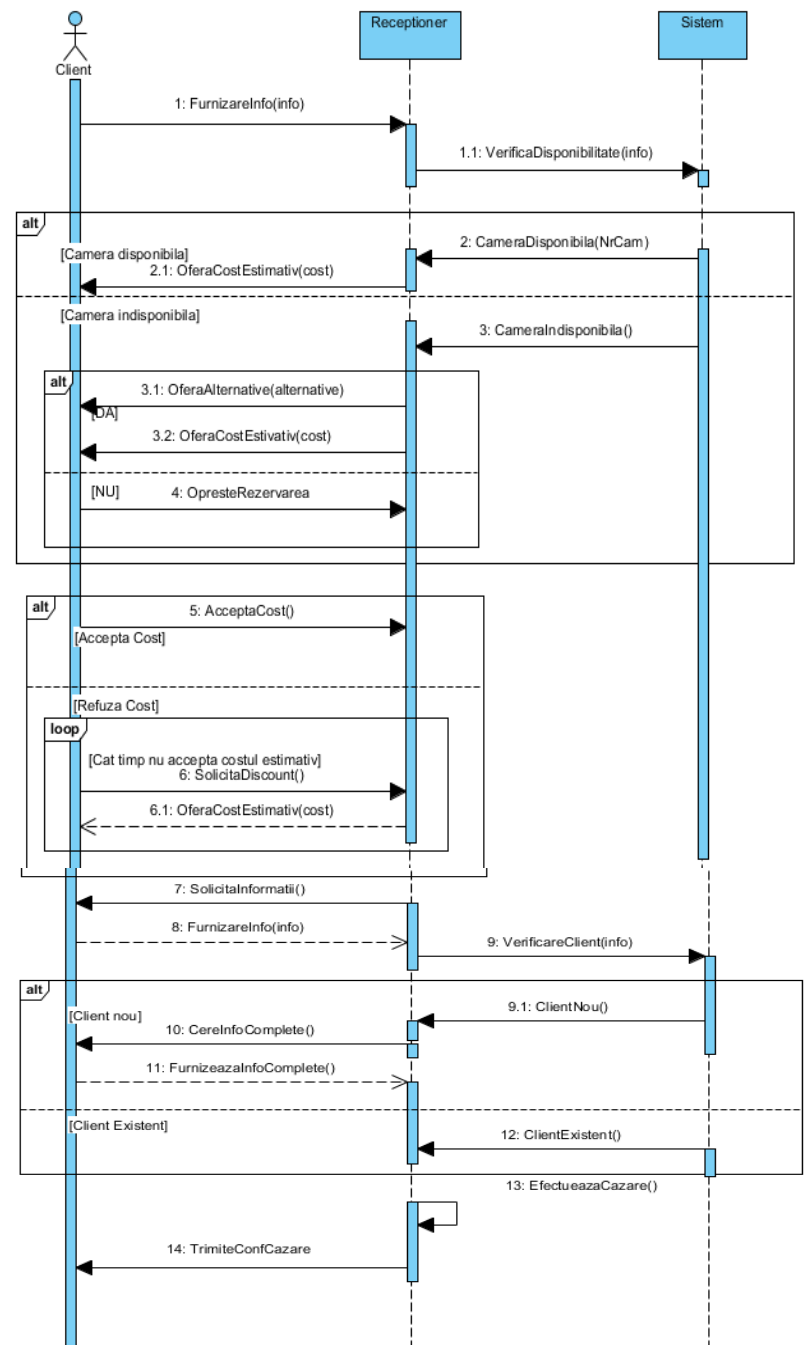 Client
Receptioner
Sistem
1: FurnizareInfo(info)
1.1: VerificaDisponibilitate(info)
alt
[Camera disponibila]
2: CameraDisponibila(NrCam)
2.1: OferaCostEstimativ(cost)
[Camera indisponibila]
3: CameraIndisponibila()
alt
3.1: OferaAlternative(alternative)
[DA]
3.2: OferaCostEstivativ(cost)
[NU]
4: OpresteRezervarea
alt
5: AcceptaCost()
[Accepta Cost]
[Refuza Cost]
loop
[Cat timp nu accepta costul estimativ]
6: SolicitaDiscount()
6.1: OferaCostEstimativ(cost)
7: SolicitaInformatii()
8: FurnizareInfo(info)
9: VerificareClient(info)
alt
[Client nou]
9.1: ClientNou()
10: CereInfoComplete()
11: FurnizeazaInfoComplete()
[Client Existent]
12: ClientExistent()
13: EfectueazaCazare()
14: TrimiteConfCazare